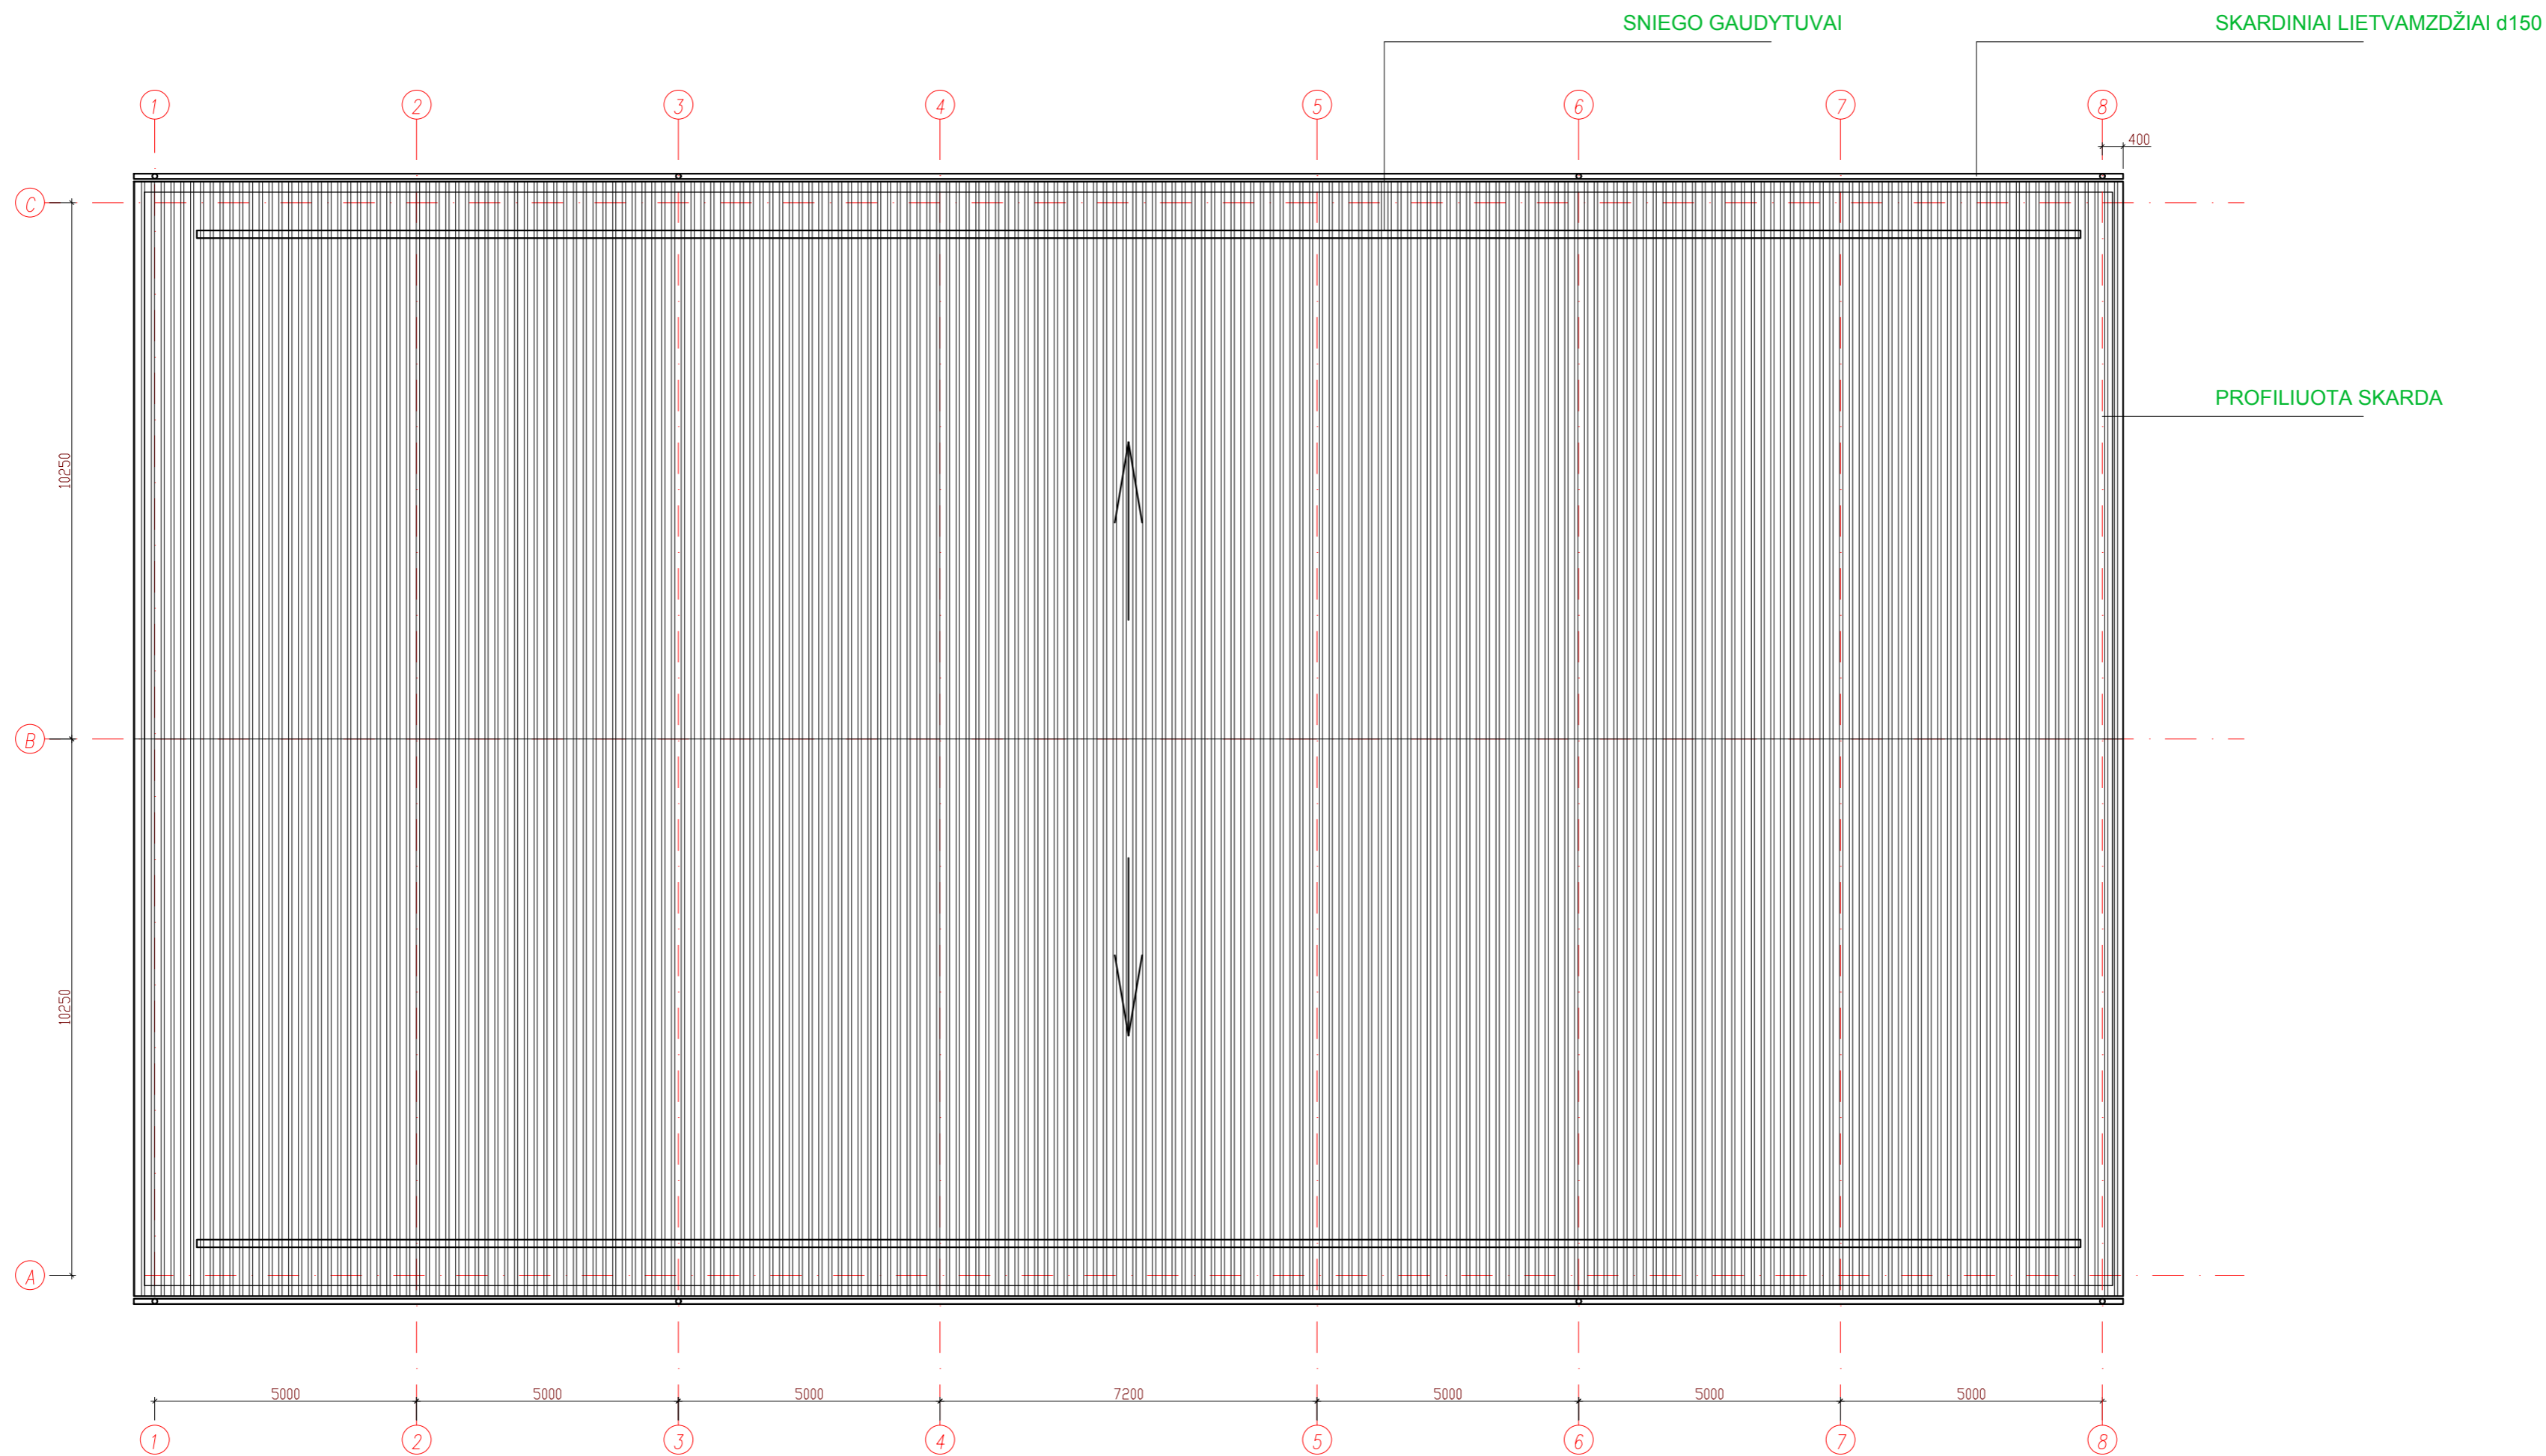 SNIEGO GAUDYTUVAI
SKARDINIAI LIETVAMZDŽIAI d150
1 2 3 4 5 6 7 8
400
C
PROFILIUOTA SKARDA
10250
B
10250
A
5000 5000 5000 7200 5000 5000 5000
1 2 3 4 5 6 7 8